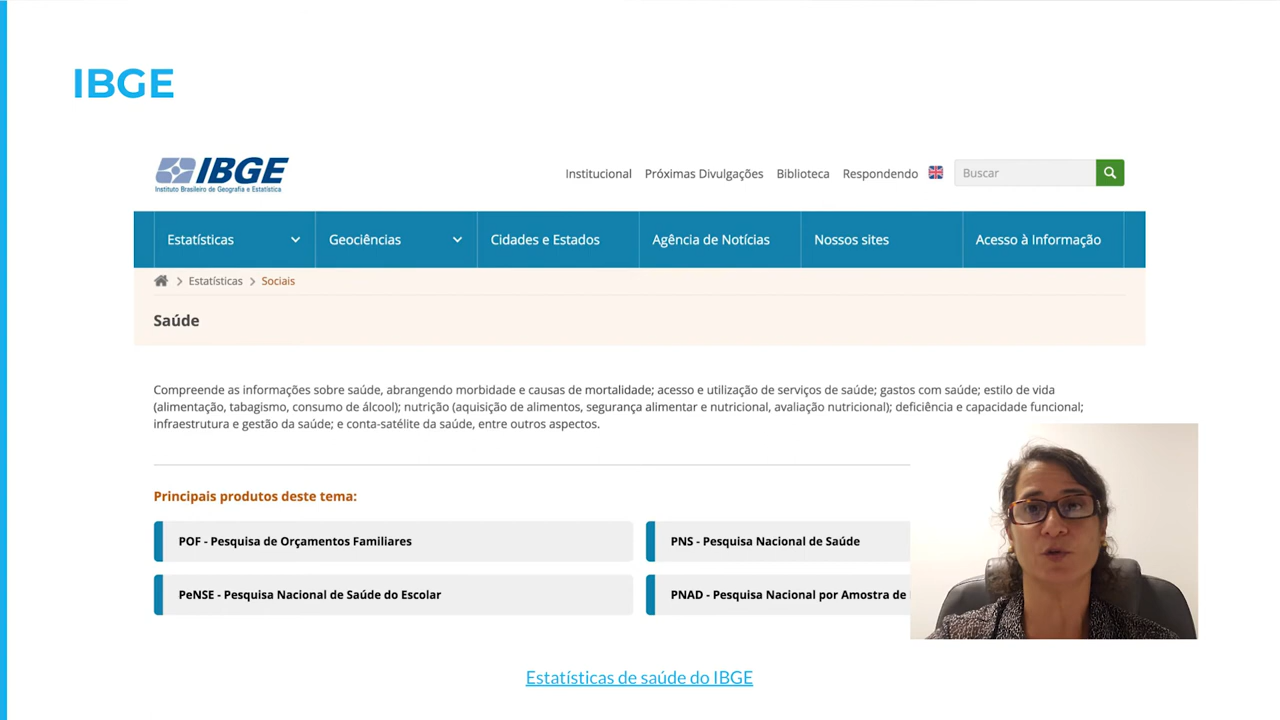 IBGE
IBGE
Instituto Brasileiro de Geografia e Estatística
Institucional Próximas Divulgações Biblioteca Respondendo Buscar
Estatísticas Geociências Cidades e Estados Agência de Notícias Nossos sites Acesso à Informação
Estatísticas > Sociais
Saúde
Compreende as informações sobre saúde, abrangendo morbidade e causas de mortalidade; acesso e utilização de serviços de saúde; gastos com saúde; estilo de vida
(alimentação, tabagismo, consumo de álcool); nutrição (aquisição de alimentos, segurança alimentar e nutricional, avaliação nutricional); deficiência e capacidade funcional;
infraestrutura e gestão da saúde; e conta-satélite da saúde, entre outros aspectos.
Principais produtos deste tema:
POF - Pesquisa de Orçamentos Familiares PNS - Pesquisa Nacional de Saúde
PeNSE - Pesquisa Nacional de Saúde do Escolar PNAD - Pesquisa Nacional por Amostra de
Estatísticas de saúde do IBGE